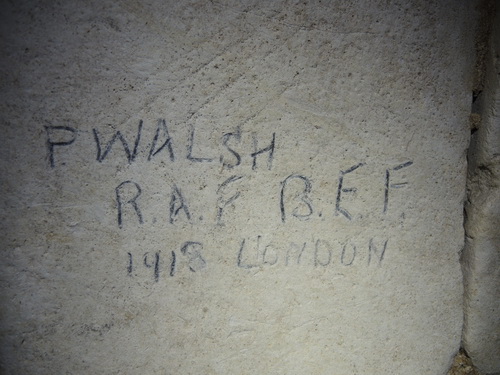 P WALSH
R.A.F B.E.F.
1918 LONDON